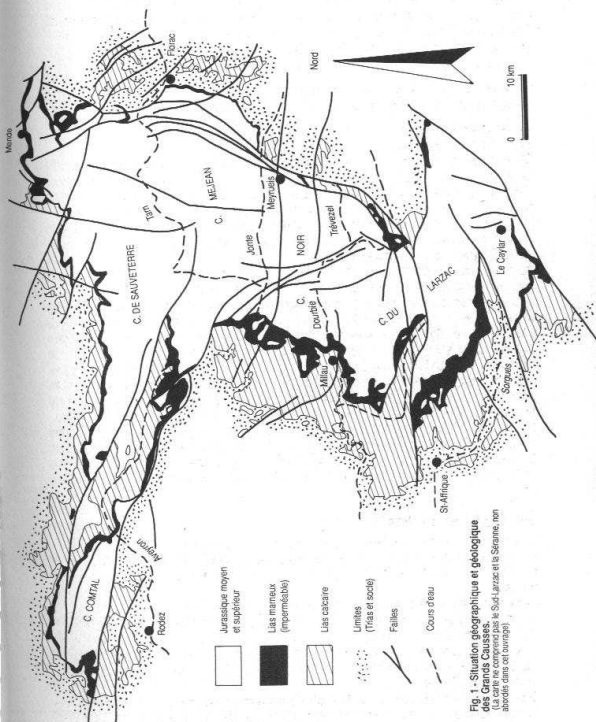 Mende
Florac
C. DE SAUVETERRE
Tarn
C. MEJEAN
Meyrueis
Jonte
C. NOIR
Trévezel
Dourbie
Millau
C. DU LARZAC
Le Caylar
Sorgues
St-Affrique
Aveyron
C. COMTAL
Rodez
Nord
0 10 km
Jurassique moyen
et supérieur
Lias marneux
(imperméable)
Lias calcaire
Limites
(Trias et socle)
Failles
Cours d'eau
Fig. 1 - Situation géographique et géologique
des Grands Causses.
(La carte ne comprend pas le Sud-Larzac et la Séranne, non
abordés dans cet ouvrage)